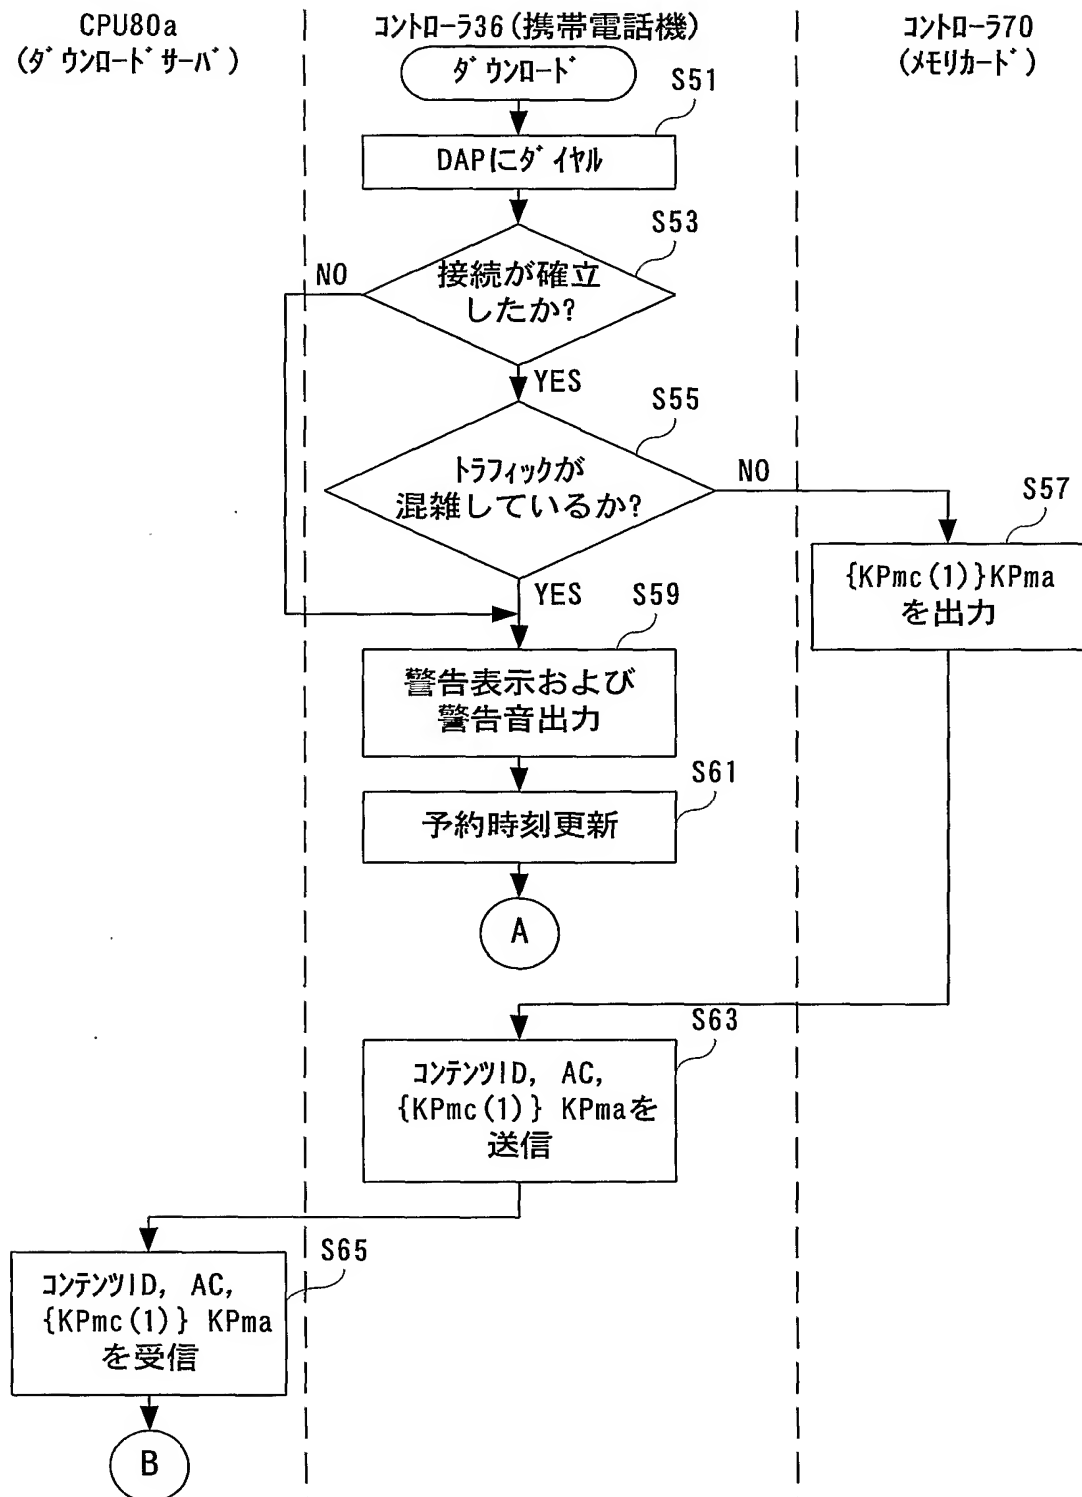 CPU80a
(ダウンロードサーバ)
コントローラ36(携帯電話機)
コントローラ70
(メモリカード)
ダウンロード
S51
DAPにダイヤル
S53
接続が確立
したか?
NO
YES
S55
トラフィックが
混雑しているか?
NO
YES
S57
{KPmc(1)}KPma
を出力
S59
警告表示および
警告音出力
S61
予約時刻更新
A
S63
コンテンツID, AC,
{KPmc(1)} KPmaを
送信
S65
コンテンツID, AC,
{KPmc(1)} KPma
を受信
B